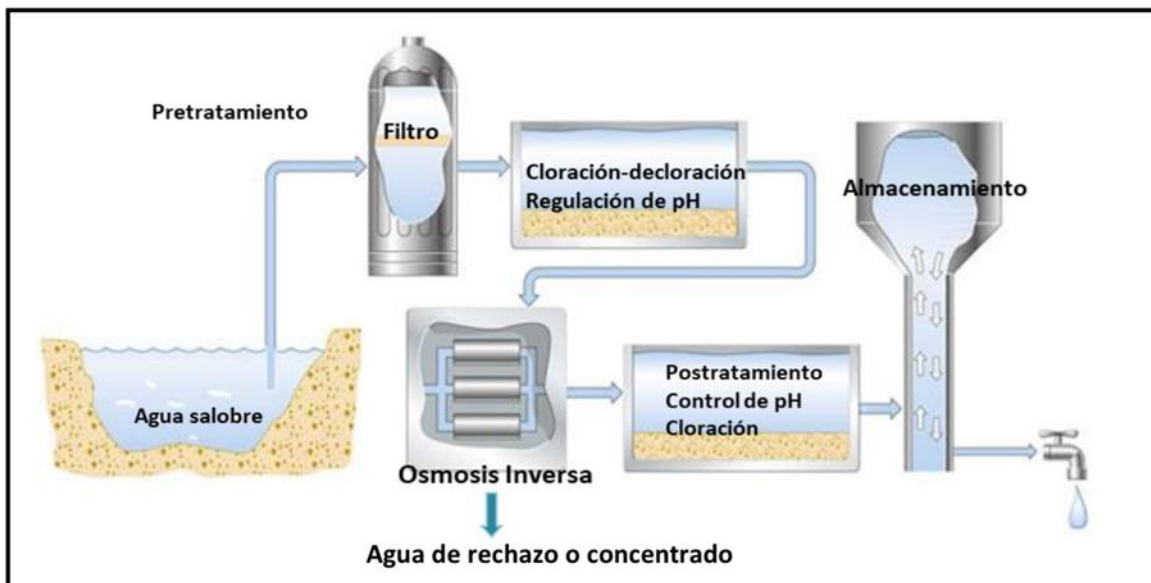 Pretratamiento
Filtro
Cloración-decloración
Regulación de pH
Almacenamiento
Agua salobre
Osmosis Inversa
Postratamiento
Control de pH
Cloración
Agua de rechazo o concentrado